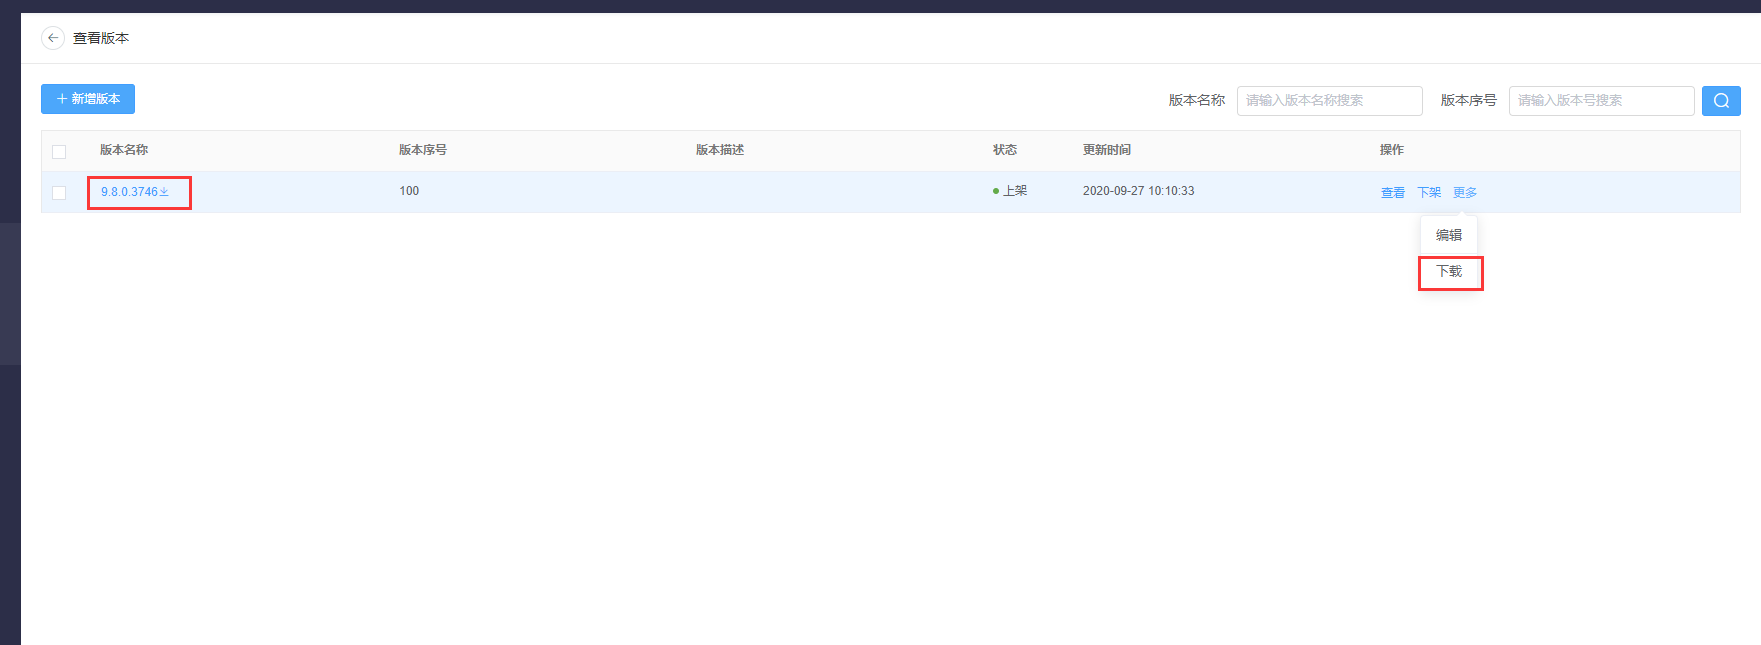 查看版本
新增版本
版本名称 请输入版本名称搜索 版本序号 请输入版本号搜索
版本名称 版本序号 版本描述 状态 更新时间 操作
9.8.0.3746 100 上架 2020-09-27 10:10:33 查看 下架 更多
编辑
下载